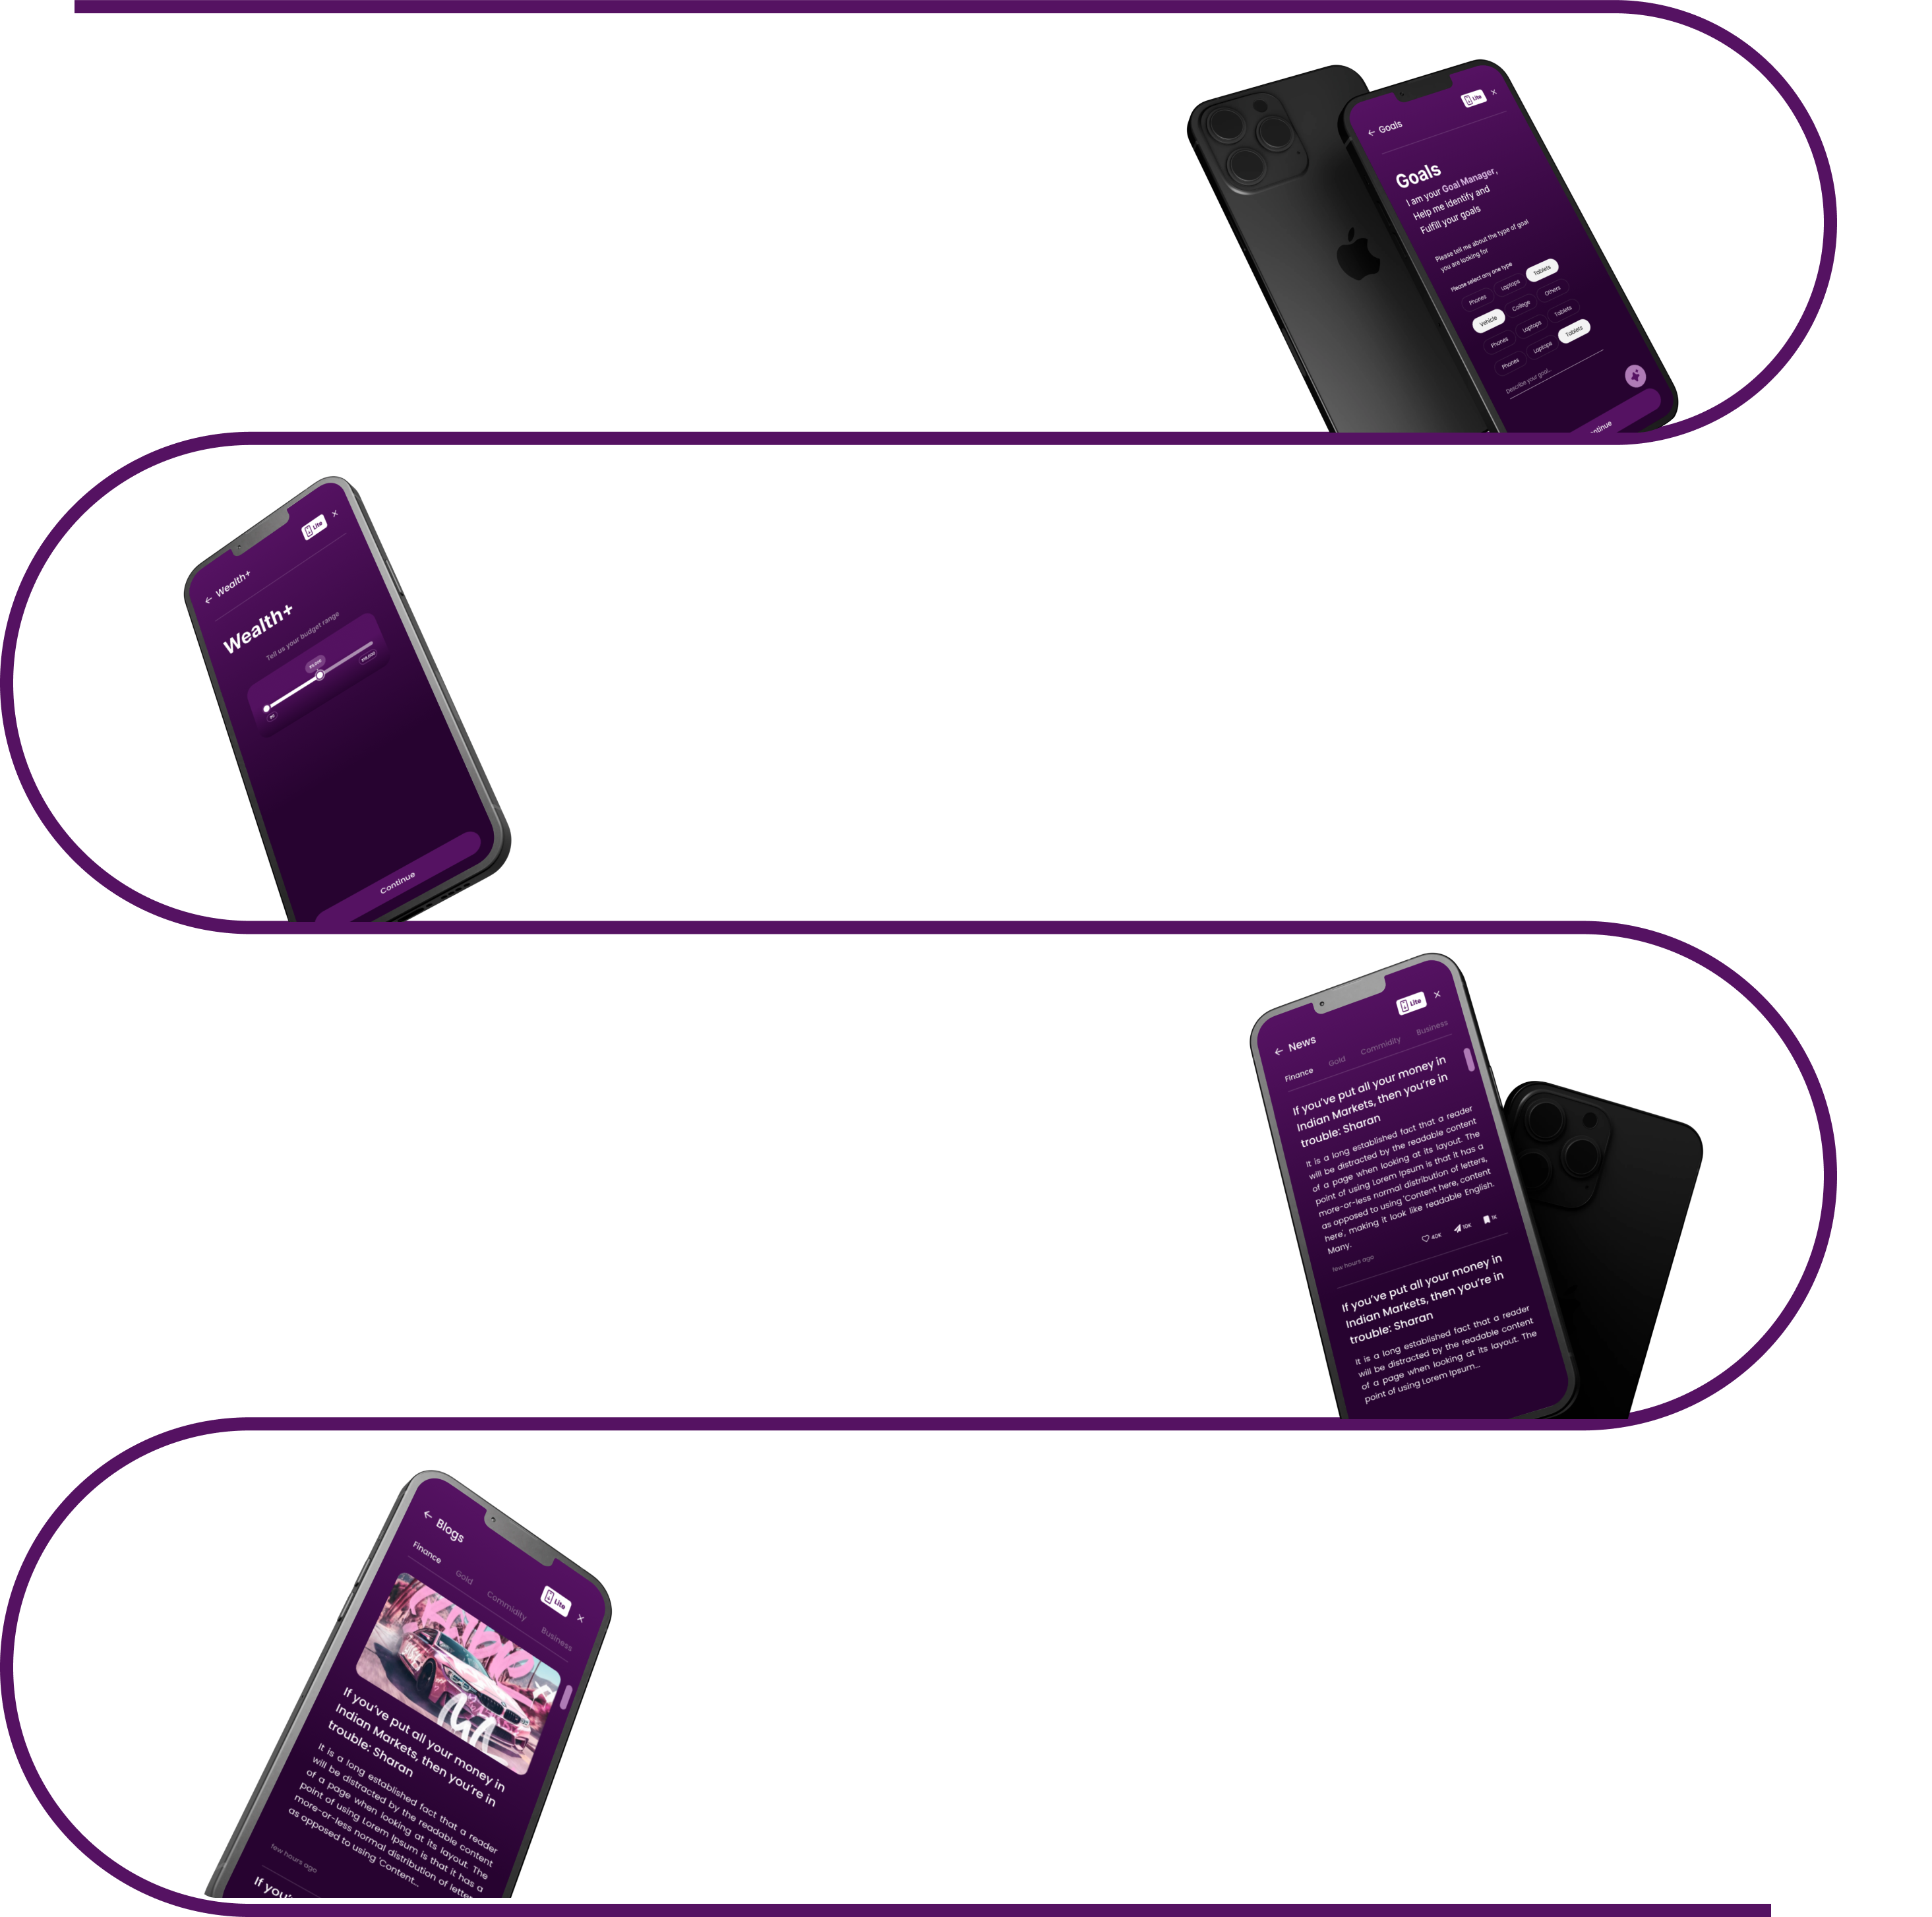 Lite
Goals
Goals
I am your Goal Manager,
Help me identify and
Fulfill your goals
Please tell me about the type of goal
you are looking for
Please select any one type
Phones Laptops Tablets
Vehicle College Others
Phones Laptops Tablets
Phones Laptops Tablets
Describe your goal...
Lite
Wealth+
Wealth+
Tell us your budget range
Continue
Lite
News
Finance Gold Commidity Business
If you've put all your money in
Indian Markets, then you're in
trouble: Sharan
It is a long established fact that a reader
will be distracted by the readable content
of a page when looking at its layout. The
point of using Lorem Ipsum is that it has a
more-or-less normal distribution of letters,
as opposed to using 'Content here, content
here', making it look like readable English.
Many.
few hours ago
40K 10K 1K
If you've put all your money in
Indian Markets, then you're in
trouble: Sharan
It is a long established fact that a reader
will be distracted by the readable content
of a page when looking at its layout. The
point of using Lorem Ipsum...
Blogs
Lite
Finance Gold Commidity Business
If you've put all your money in
Indian Markets, then you're in
trouble: Sharan
It is a long established fact that a reader
will be distracted by the readable content
of a page when looking at its layout. The
point of using Lorem Ipsum is that it has a
more-or-less normal distribution of letters,
as opposed to using 'Content...
few hours ago